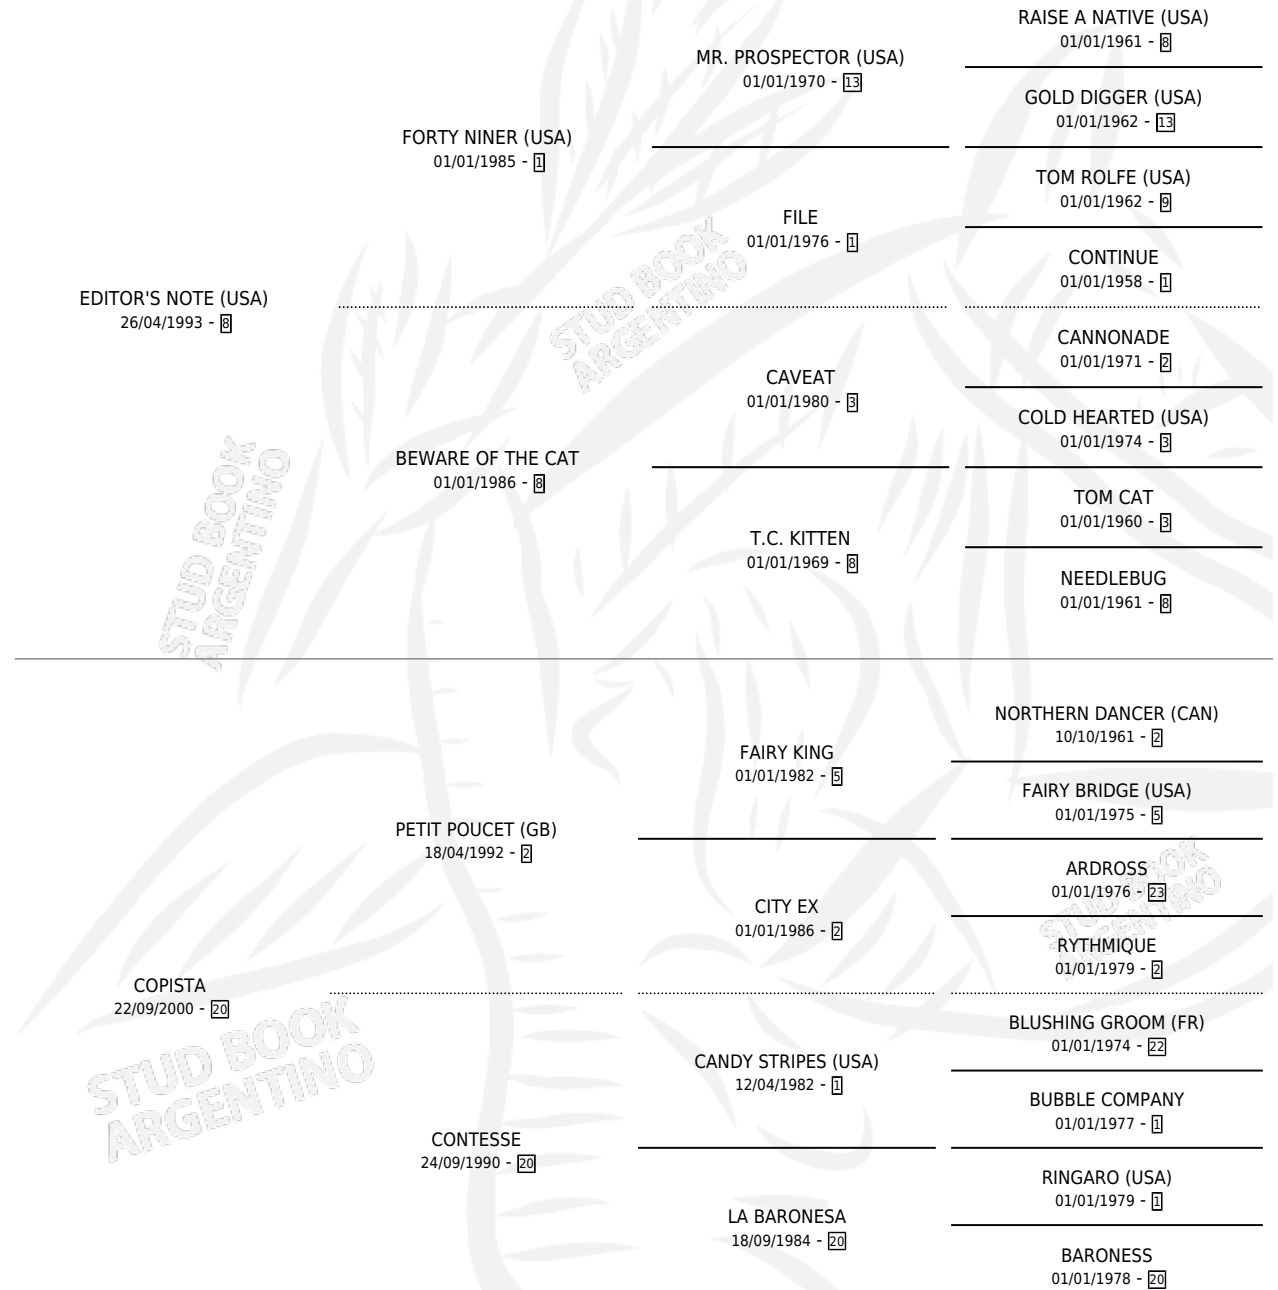 RAISE A NATIVE (USA)
01/01/1961 - 8
MR. PROSPECTOR (USA)
01/01/1970 - 13
GOLD DIGGER (USA)
01/01/1962 - 13
FORTY NINER (USA)
01/01/1985 - 1
TOM ROLFE (USA)
01/01/1962 - 9
FILE
01/01/1976 - 1
CONTINUE
01/01/1958 - 1
EDITOR'S NOTE (USA)
26/04/1993 - 8
CANNONADE
01/01/1971 - 2
CAVEAT
01/01/1980 - 3
COLD HEARTED (USA)
01/01/1974 - 3
BEWARE OF THE CAT
01/01/1986 - 8
TOM CAT
01/01/1960 - 3
T.C. KITTEN
01/01/1969 - 8
NEEDLEBUG
01/01/1961 - 8
NORTHERN DANCER (CAN)
10/10/1961 - 2
FAIRY KING
01/01/1982 - 5
FAIRY BRIDGE (USA)
01/01/1975 - 5
PETIT POUCET (GB)
18/04/1992 - 2
ARDROSS
01/01/1976 - 23
CITY EX
01/01/1986 - 2
RYTHMIQUE
01/01/1979 - 2
COPISTA
22/09/2000 - 20
BLUSHING GROOM (FR)
01/01/1974 - 22
CANDY STRIPES (USA)
12/04/1982 - 1
BUBBLE COMPANY
01/01/1977 - 1
CONTESSE
24/09/1990 - 20
RINGARO (USA)
01/01/1979 - 1
LA BARONESA
18/09/1984 - 20
BARONESS
01/01/1978 - 20
STUD BOOK
ARGENTINO
STUD BOOK
ARGENTINO
STUD BOOK
ARGENTINO
STUD BOOK
ARGENTINO